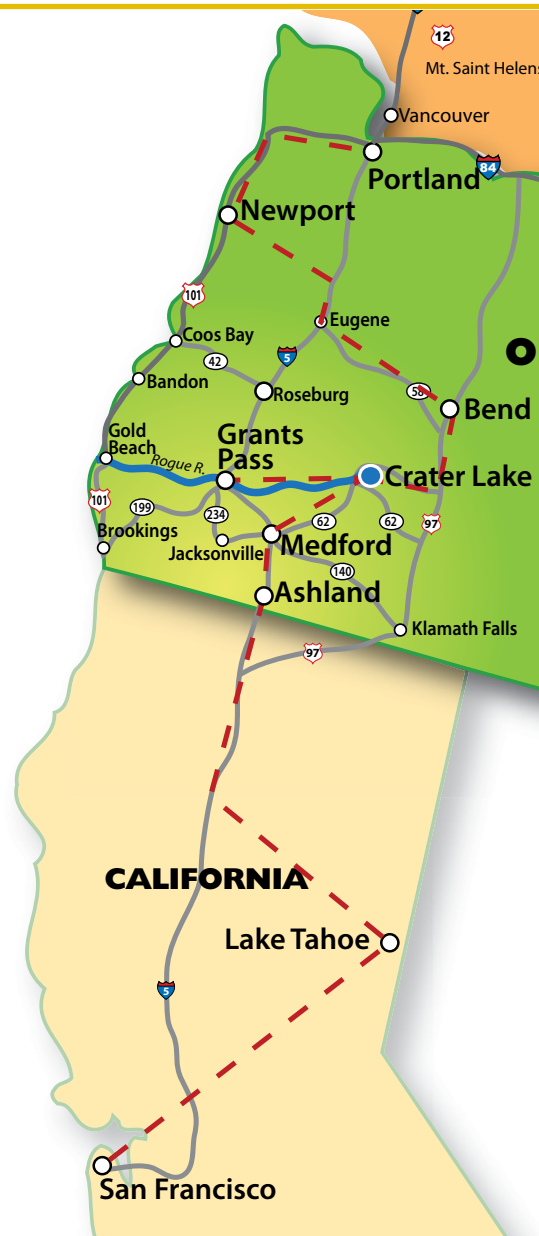 12
Mt. Saint Helens
Vancouver
Portland
84
Newport
101
Eugene
Coos Bay
5
O
42
58
Bandon
Roseburg
Bend
Gold
Beach
Grants
Pass
Rogue R.
Crater Lake
101
199
234
62
62
97
Brookings
Jacksonville
Medford
140
Ashland
Klamath Falls
97
CALIFORNIA
Lake Tahoe
5
San Francisco